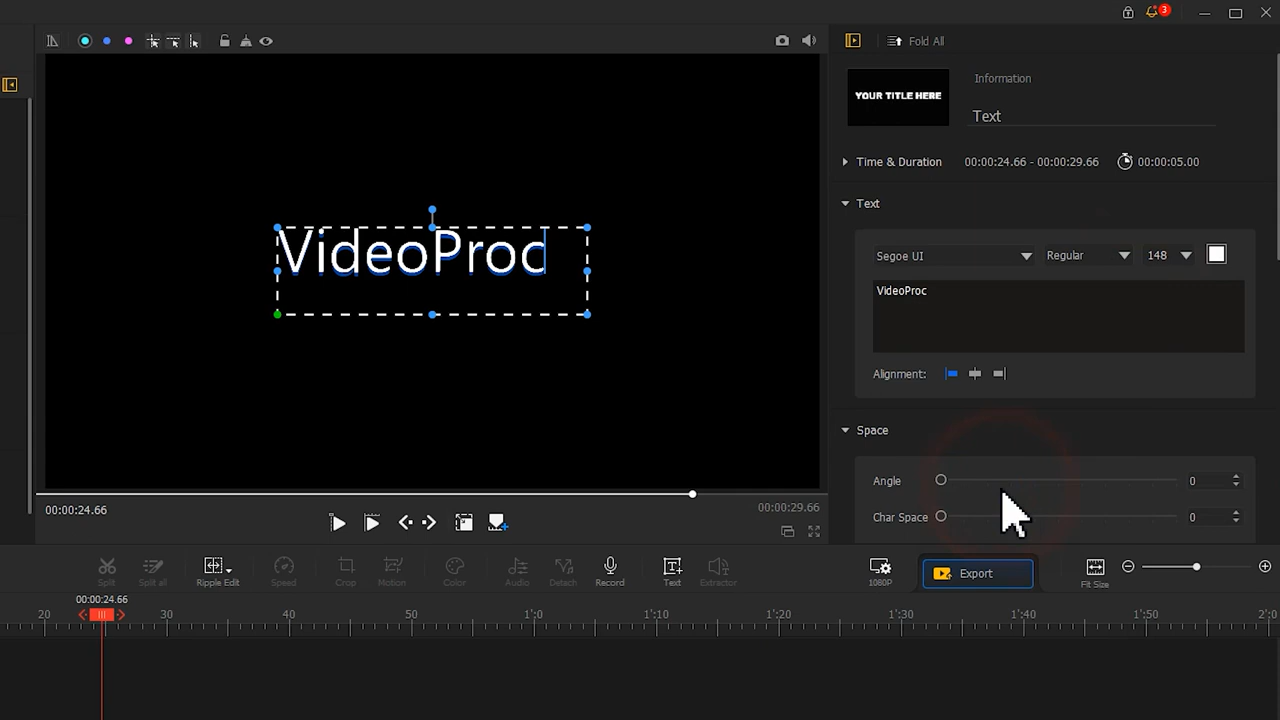 3
Fold All
YOUR TITLE HERE
Information
Text
Time & Duration 00:00:24.66 - 00:00:29.66 00:00:05.00
Text
Segoe UI Regular 148
VideoProc
Alignment:
Space
Angle 0
Char Space 0
VideoProc
00:00:24.66
00:00:29.66
Split Split all Ripple Edit Speed Crop Motion Color Audio Detach Record Text Extractor 1080P Export Fit Size
00:00:24.66
20 30 40 50 1:0 1:10 1:20 1:30 1:40 1:50 2:0